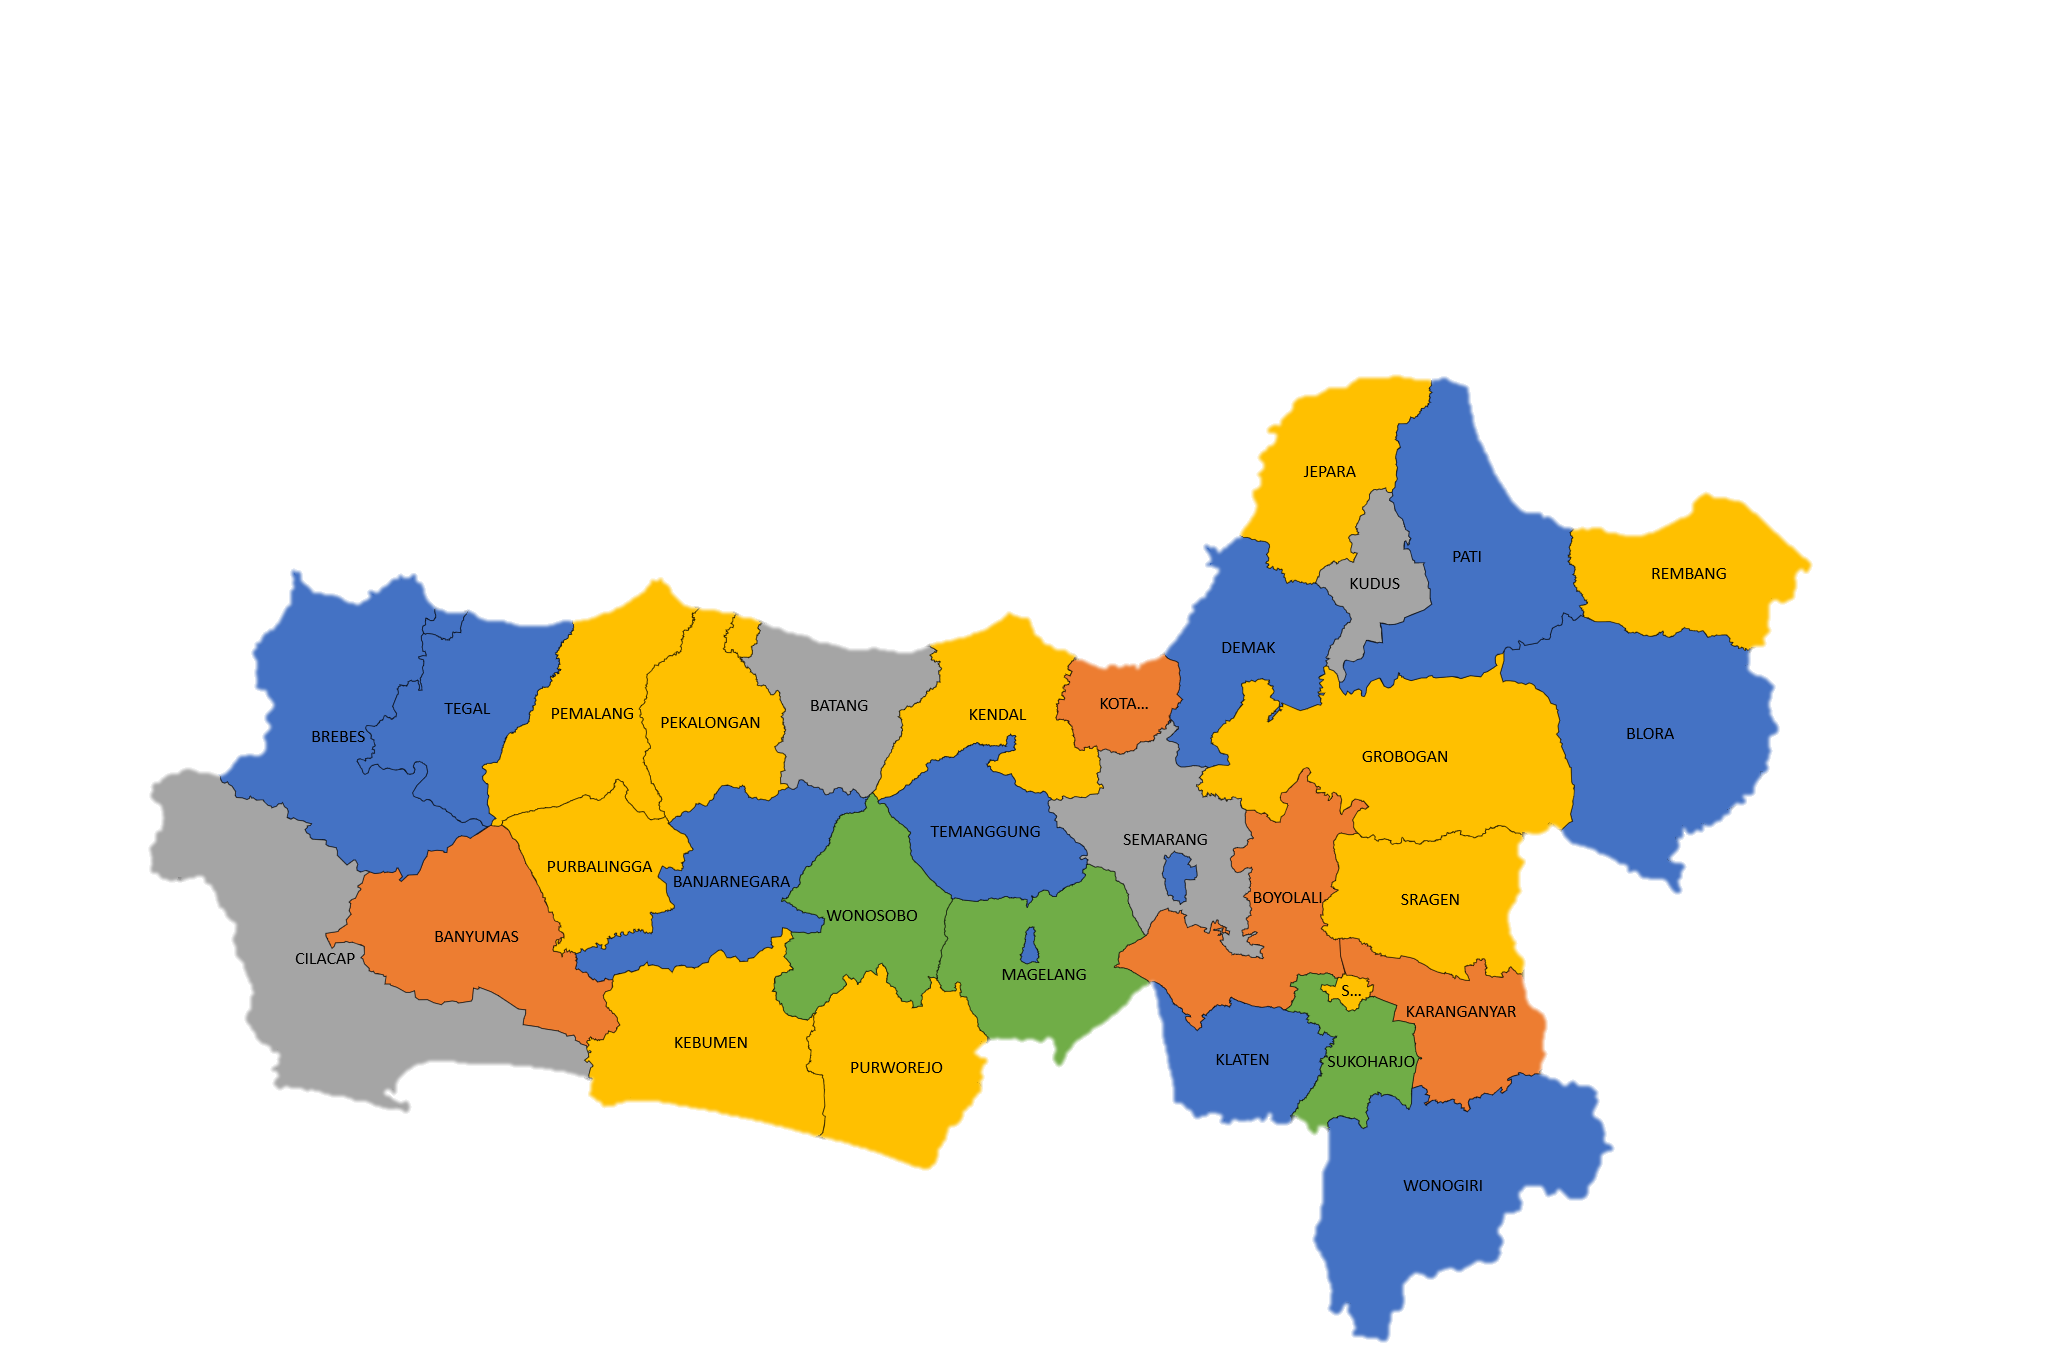 JEPARA
PATI
REMBANG
KUDUS
DEMAK
KOTA...
BATANG
KENDAL
TEGAL
PEMALANG
PEKALONGAN
BREBES
BLORA
GROBOGAN
TEMANGGUNG
SEMARANG
PURBALINGGA
BANJARNEGARA
BOYOLALI
SRAGEN
WONOSOBO
BANYUMAS
CILACAP
MAGELANG
S...
KARANGANYAR
KEBUMEN
PURWOREJO
KLATEN
SUKOHARJO
WONOGIRI